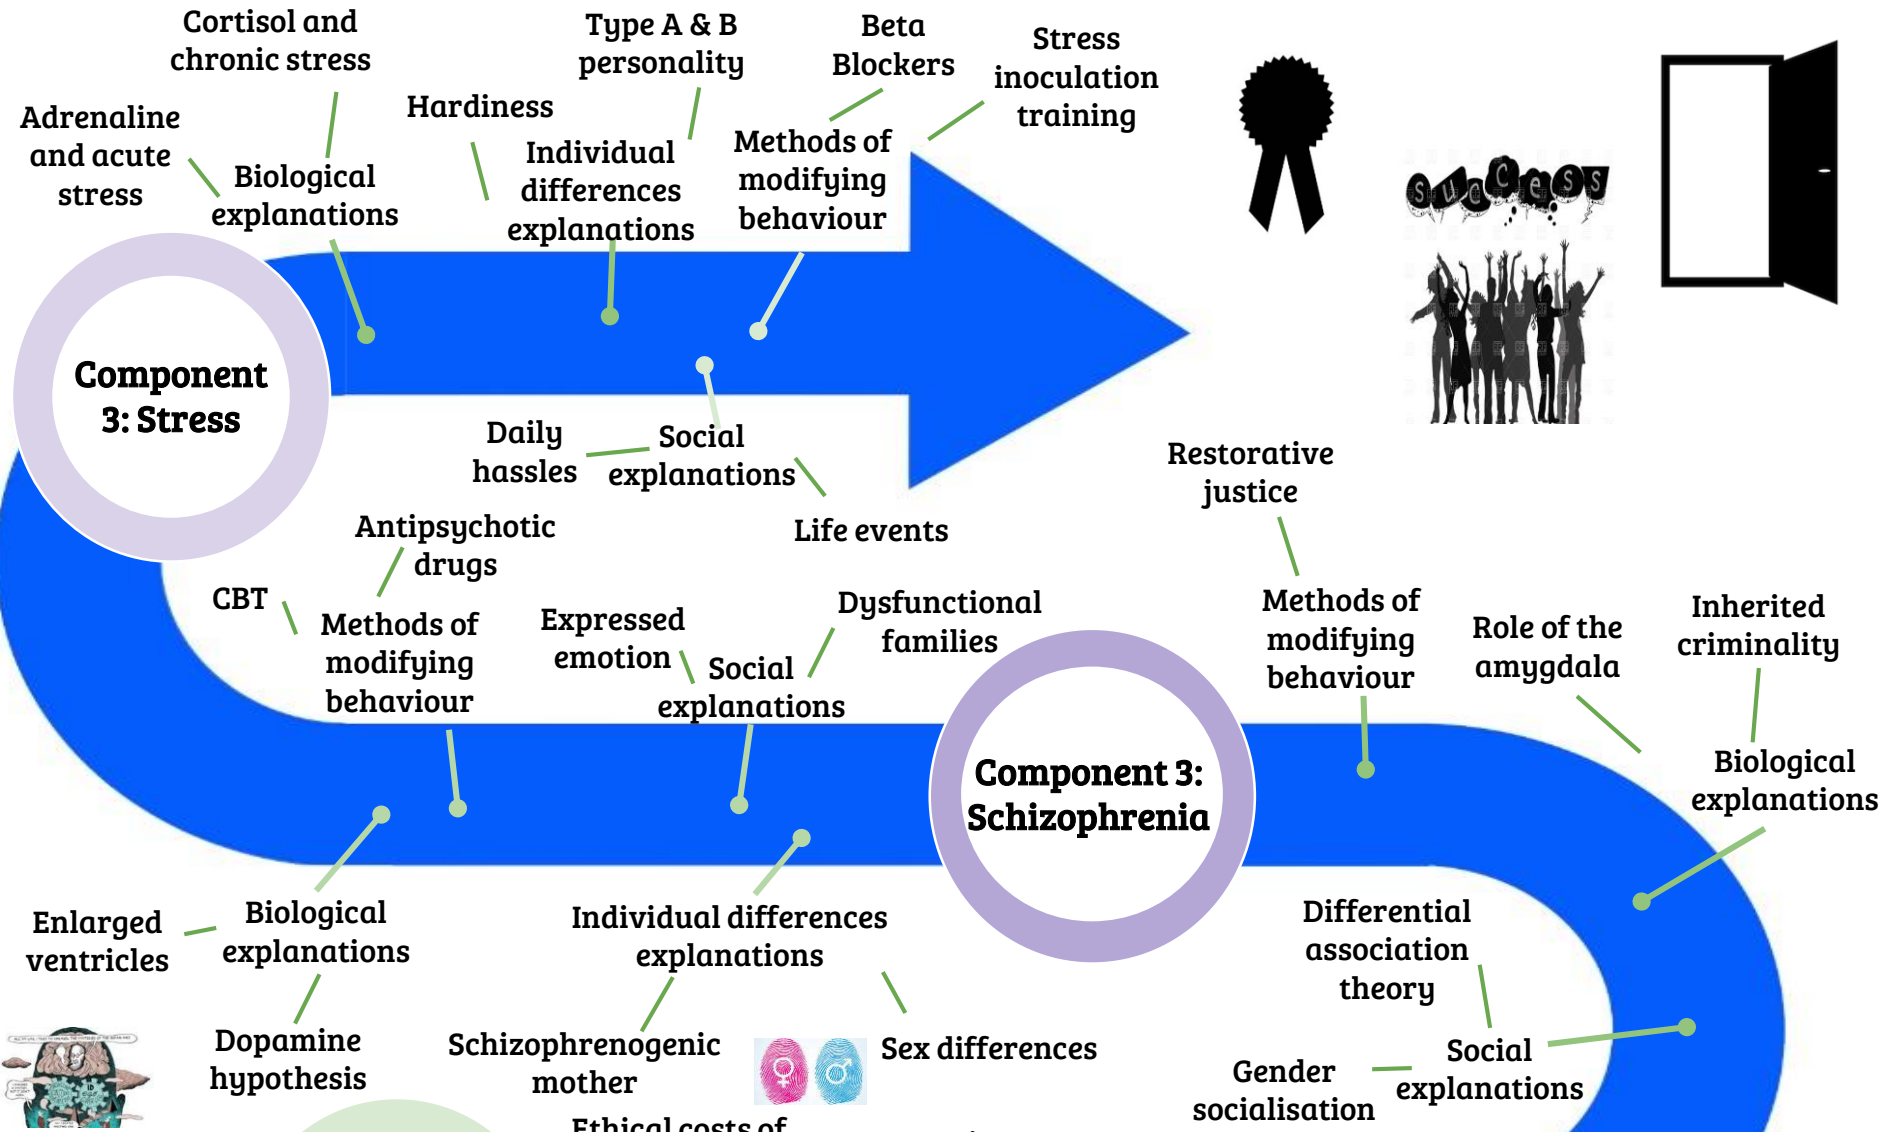 Cortisol and
chronic stress
Type A & B
personality
Beta
Blockers
Stress
inoculation
training
Adrenaline
and acute
stress
Hardiness
Biological
explanations
Individual
differences
explanations
Methods of
modifying
behaviour
success
Component
3: Stress
Daily
hassles
Social
explanations
Life events
Restorative
justice
Antipsychotic
drugs
CBT
Methods of
modifying
behaviour
Expressed
emotion
Social
explanations
Dysfunctional
families
Methods of
modifying
behaviour
Role of the
amygdala
Inherited
criminality
Biological
explanations
Component 3:
Schizophrenia
Enlarged
ventricles
Biological
explanations
Dopamine
hypothesis
Individual differences
explanations
Schizophrenogenic
mother
Sex differences
Differential
association
theory
Social
explanations
Gender
socialisation
Ethical costs of